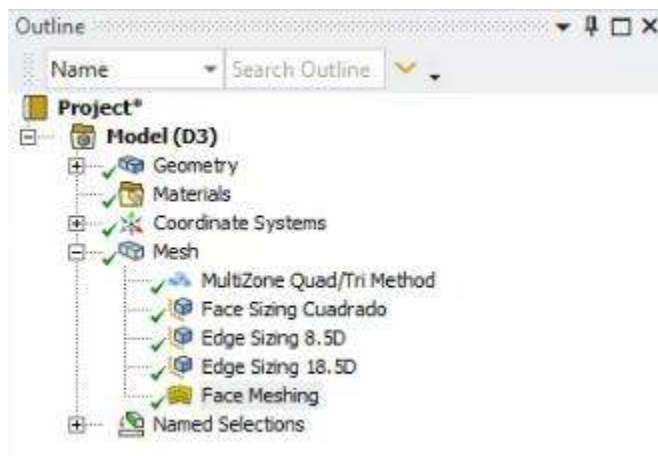 Outline
Name Search Outline
Project*
Model (D3)
Geometry
Materials
Coordinate Systems
Mesh
MultiZone Quad/Tri Method
Face Sizing Cuadrado
Edge Sizing 8.5D
Edge Sizing 18.5D
Face Meshing
Named Selections